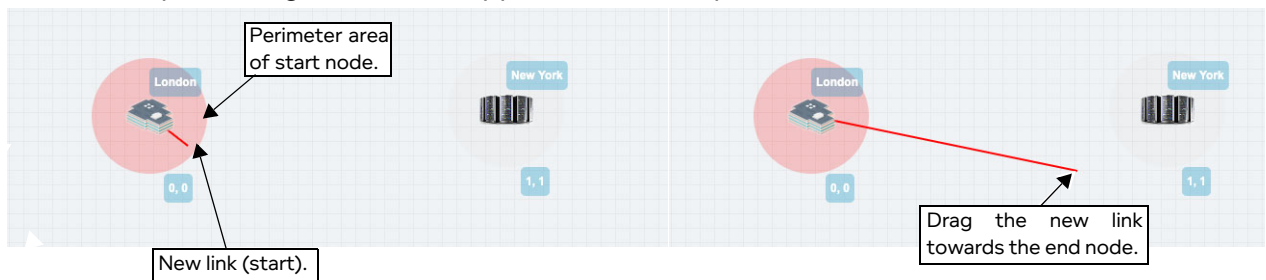 Perimeter area
of start node.
London
New York
0, 0
1, 1
New link (start).
London
New York
0, 0
1, 1
Drag the new link
towards the end node.